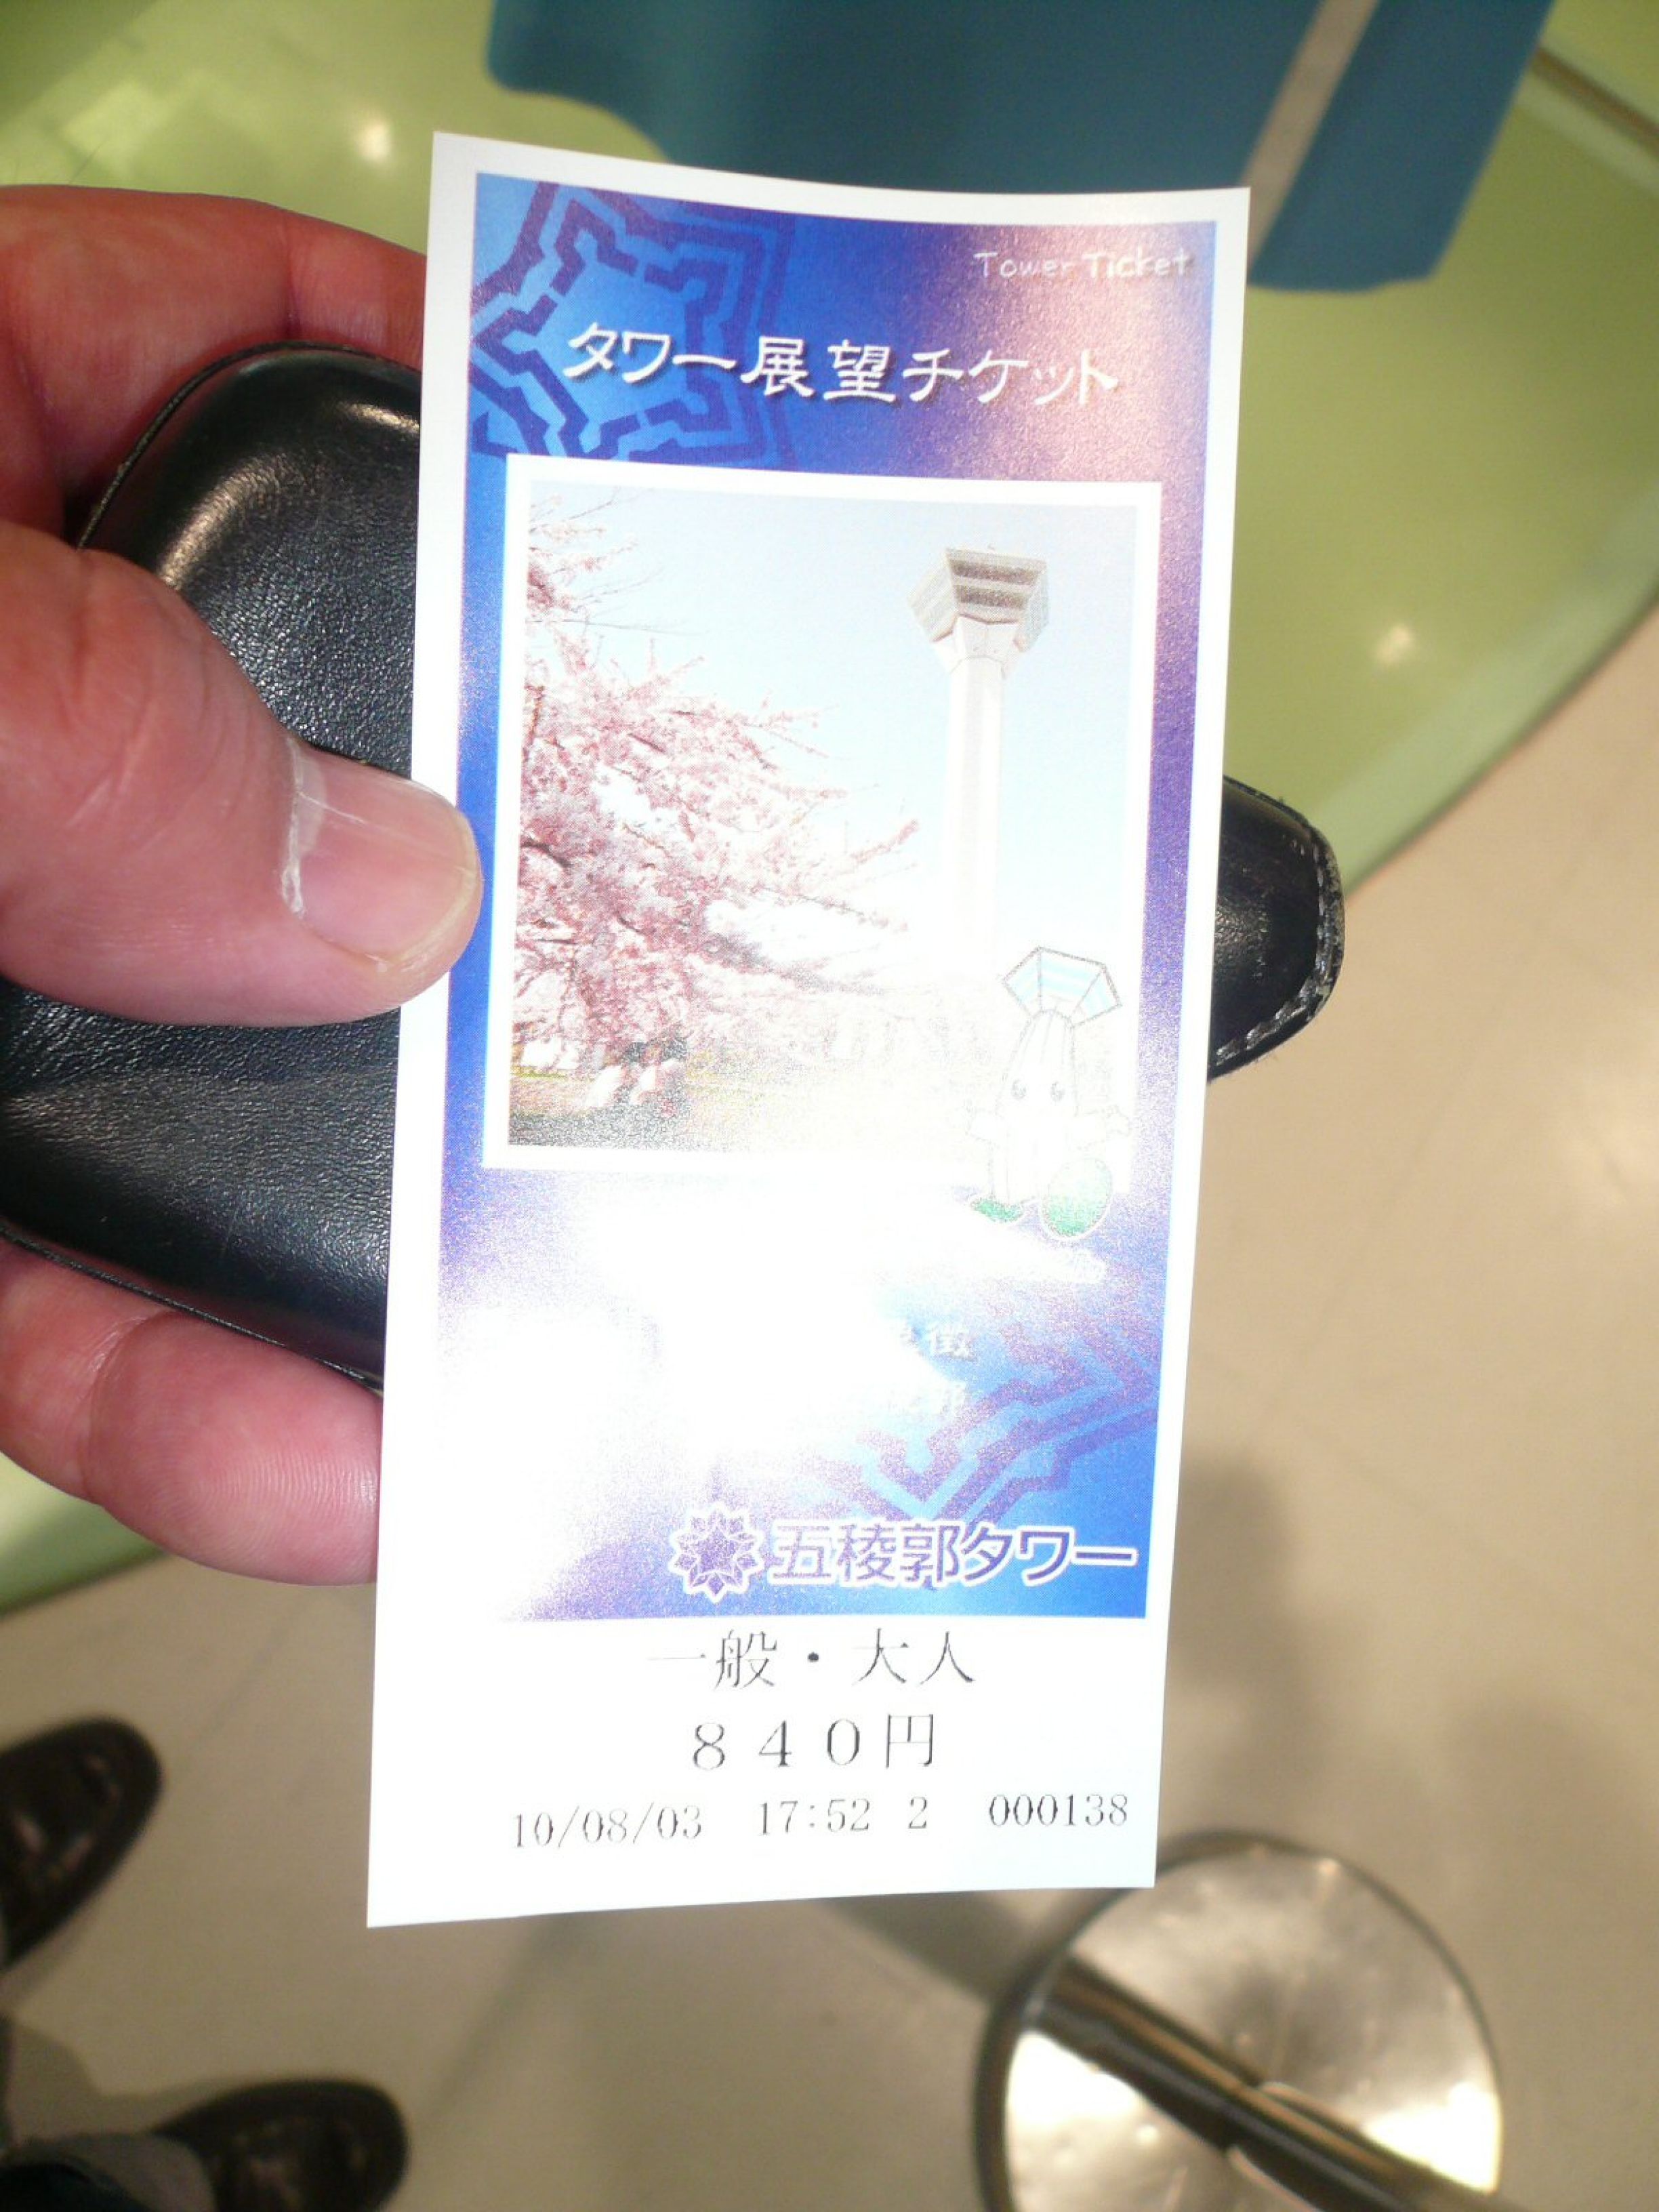 Tower Ticket
タワー展望チケット
徴
五稜郭タワー
一般・大人
840円
10/08/03 17:52 2 000138